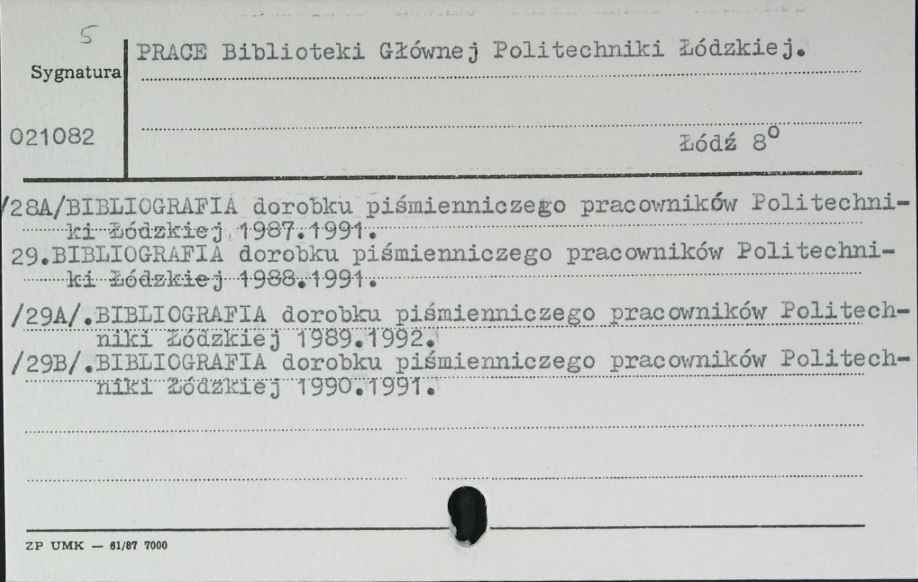 5
Sygnatura
PRACE Biblioteki Głównej Politechniki Łódzkiej.
021082
Łódź 8°
/28A/BIBLIOGRAFIA dorobku piśmienniczego pracowników Politechni-
ki Łódzkiej 1987.1991.
29.BIBLIOGRAFIA dorobku piśmienniczego pracowników Politechni-
ki Łódzkiej 1988.1991.
/29A/.BIBLIOGRAFIA dorobku piśmienniczego pracowników Politech-
niki Łódzkiej 1989.1992.
/29B/.BIBLIOGRAFIA dorobku piśmienniczego pracowników Politech-
niki Łódzkiej 1990.1991.
ZP UMK — 61/87 7000